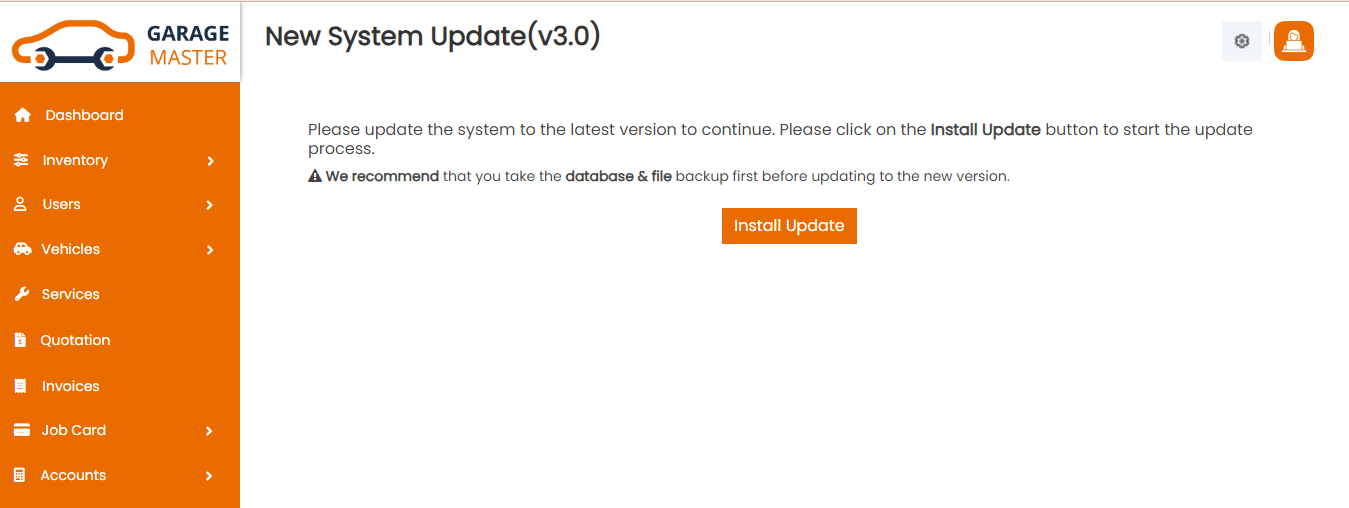 GARAGE
MASTER
New System Update(v3.0)
Dashboard
Inventory
Users
Vehicles
Services
Quotation
Invoices
Job Card
Accounts
Please update the system to the latest version to continue. Please click on the Install Update button to start the update
process.
We recommend that you take the database & file backup first before updating to the new version.
Install Update